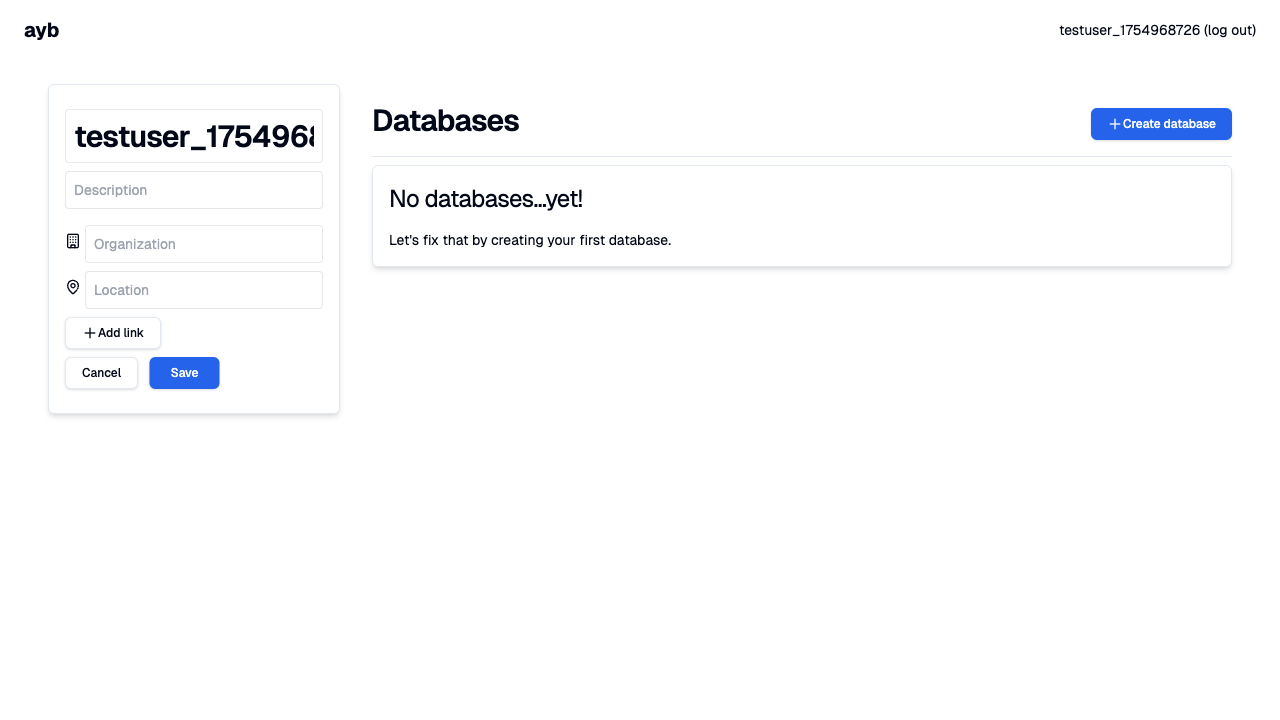 ayb
testuser_1754968726 (log out)
testuser_175496
Description
Organization
Location
Add link
Cancel
Save
Databases
Create database
No databases...yet!
Let's fix that by creating your first database.